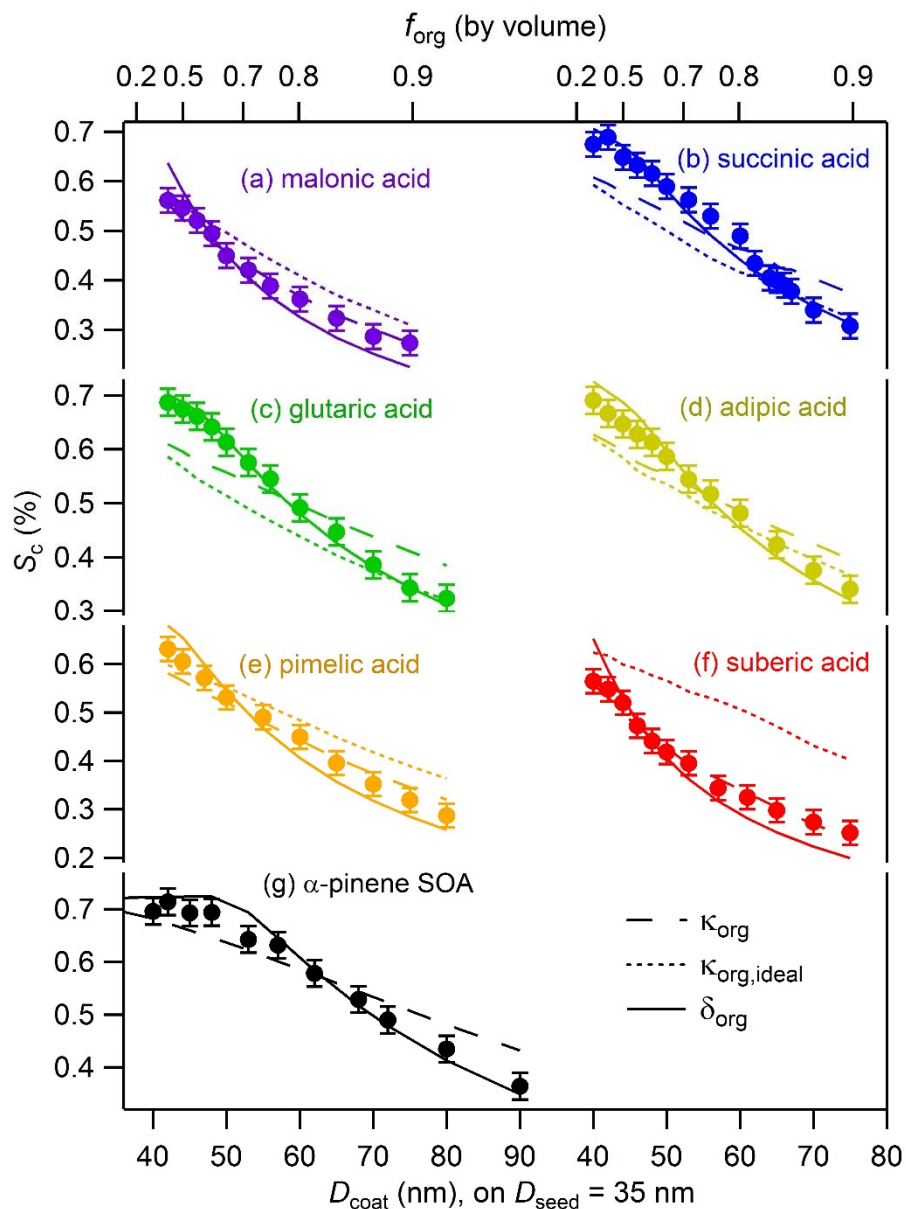 f_org (by volume)
0.2 0.5 0.7 0.8 0.9 0.2 0.5 0.7 0.8 0.9
0.7
0.6
0.5
0.4
0.3
(a) malonic acid
(b) succinic acid
0.7
0.6
0.5
0.4
0.3
(c) glutaric acid
(d) adipic acid
S_c (%)
0.6
0.5
0.4
0.3
0.2
(e) pimelic acid
(f) suberic acid
0.7
0.6
0.5
0.4
(g) α-pinene SOA
κ_org
κ_org,ideal
δ_org
40 50 60 70 80 90 40 50 60 70 80
D_coat (nm), on D_seed = 35 nm